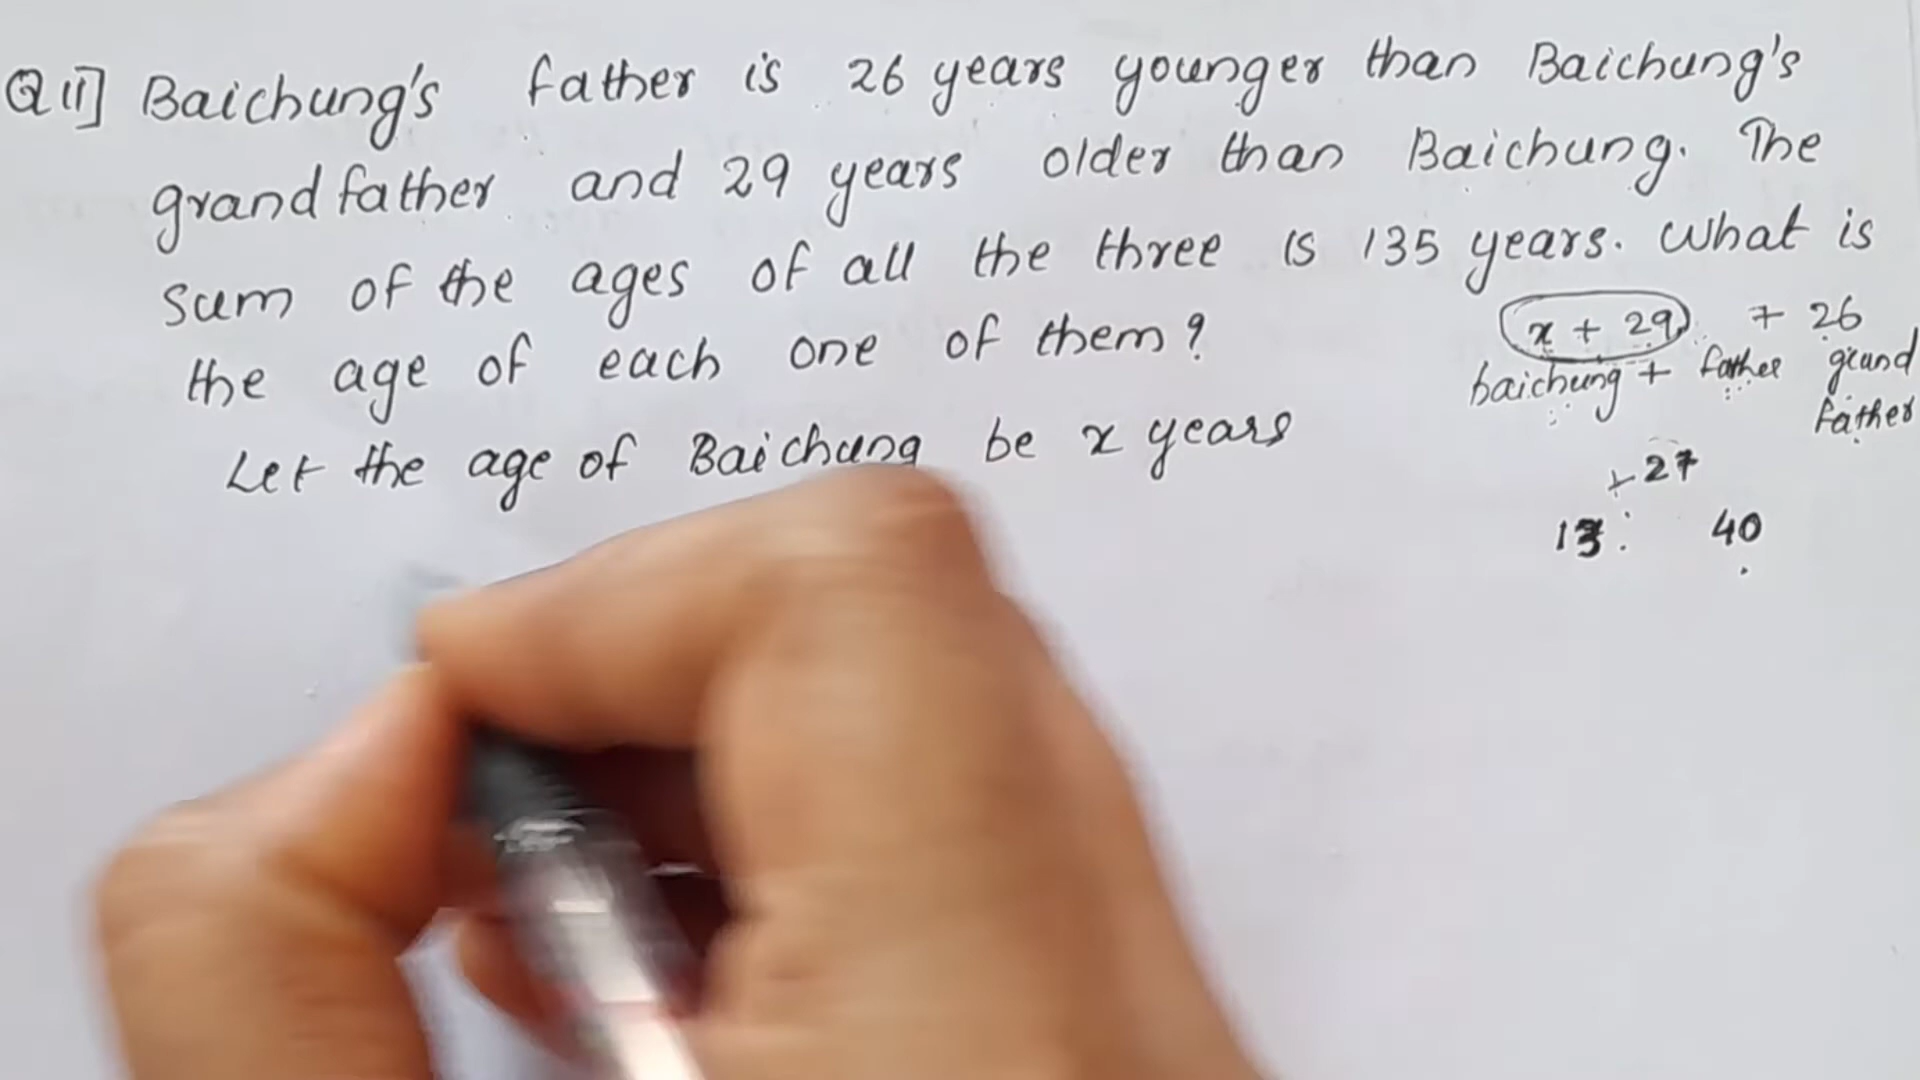 Q 11] Baichung's father is 26 years younger than Baichung's
grandfather and 29 years older than Baichung. The
sum of the ages of all the three is 135 years. What is
the age of each one of them?
x + 29 + 26
baichung + father grand
father
Let the age of Baichung be x years
+ 27
13 40